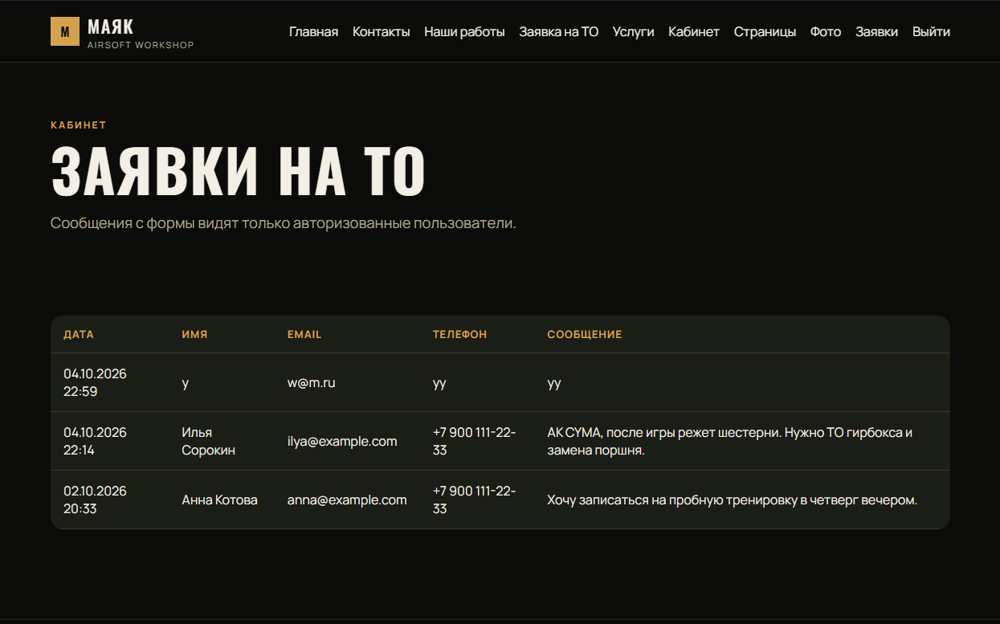 М
МАЯК
AIRSOFT WORKSHOP
Главная Контакты Наши работы Заявка на ТО Услуги Кабинет Страницы Фото Заявки Выйти
КАБИНЕТ
ЗАЯВКИ НА ТО
Сообщения с формы видят только авторизованные пользователи.
ДАТА ИМЯ EMAIL ТЕЛЕФОН СООБЩЕНИЕ
04.10.2026
22:59
у w@m.ru уу уу
04.10.2026
22:14
Илья
Сорокин
ilya@example.com
+7 900 111-22-
33
АК CYMA, после игры режет шестерни. Нужно ТО гирбокса и
замена поршня.
02.10.2026
20:33
Анна Котова anna@example.com
+7 900 111-22-
33
Хочу записаться на пробную тренировку в четверг вечером.